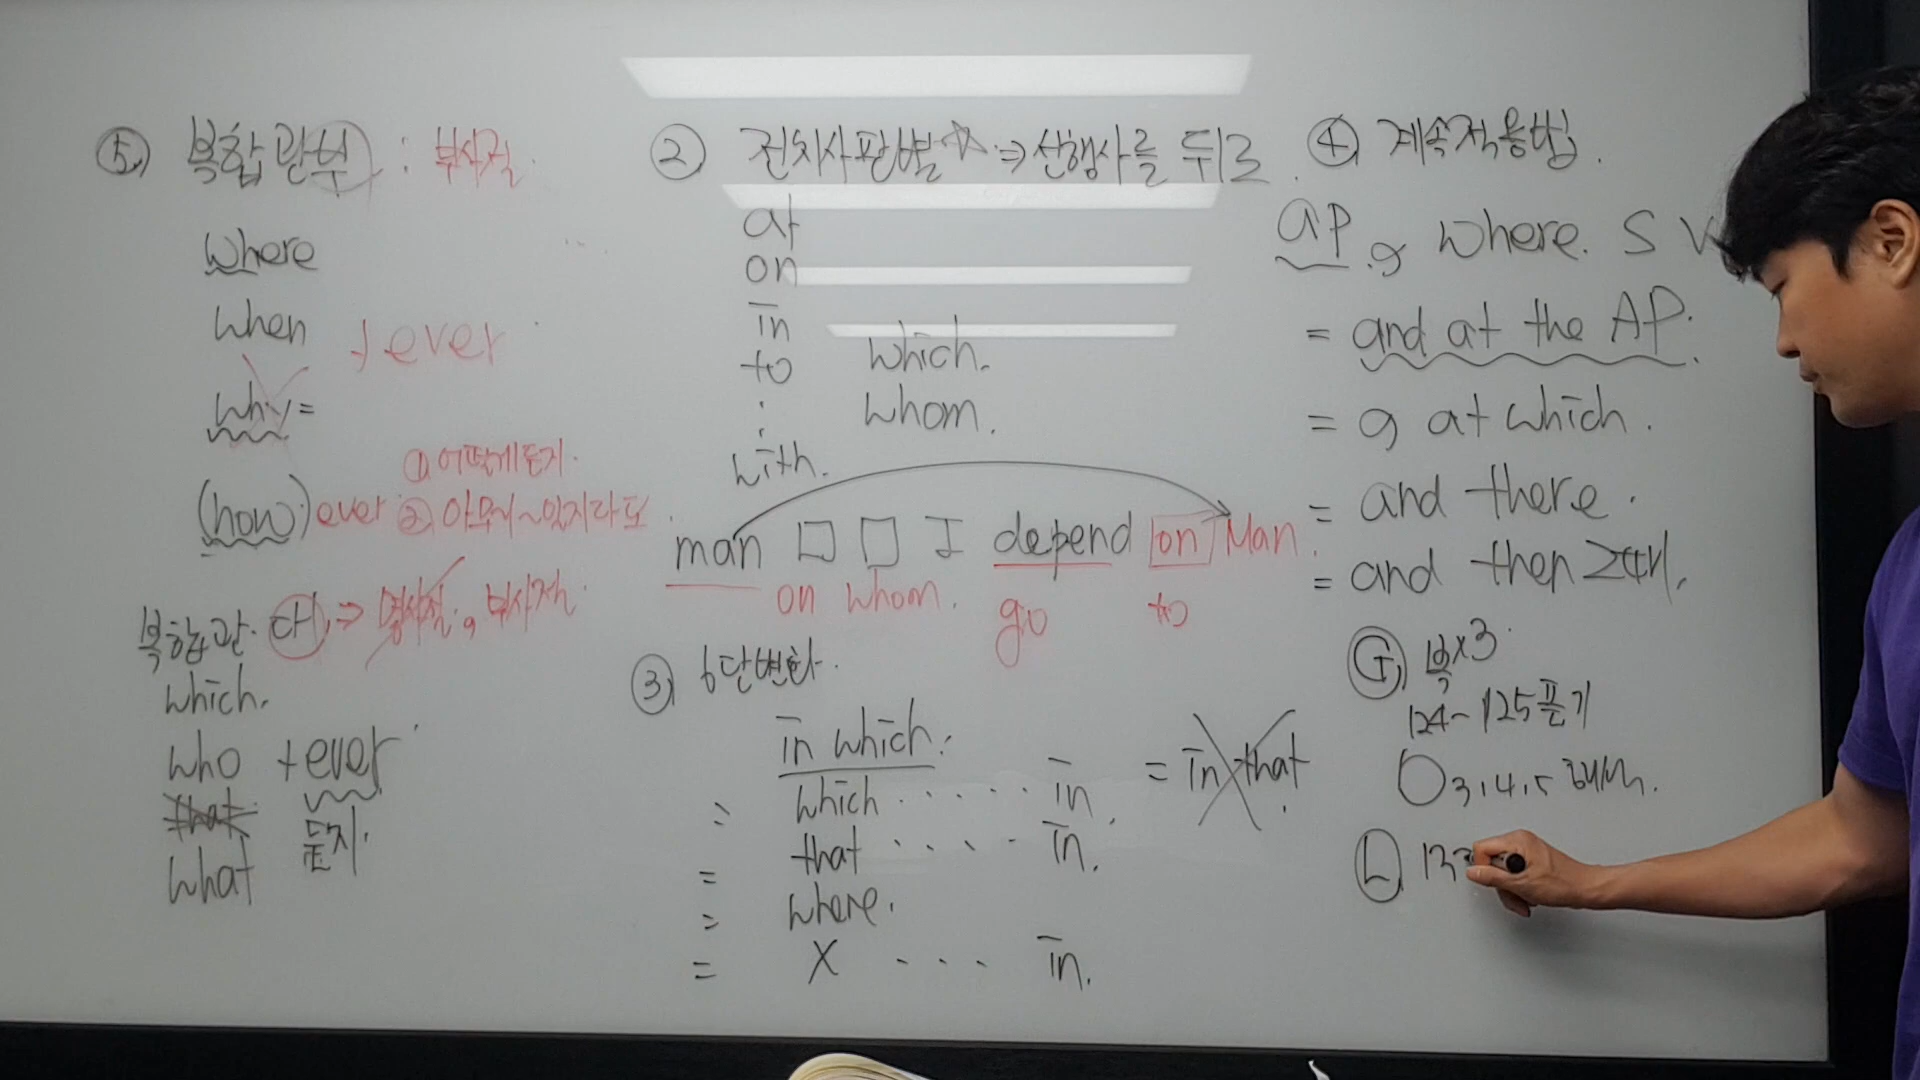 ⑤ 복합관부 : 부사절.
where
when
+ ever
why =
① 어떻게든지.
(how) ever ② 아무리~일지라도
복합관.대 ⇒ 명사절, 부사절.
which.
who + ever
that
든지.
what
② 전치사판별 ☆ ⇒ 선행사를 뒤로.
at
on
in
to
:
with.
which.
whom.
man □ □ I depend on Man.
on whom. go to
③ 6단변화.
in which.
= which ..... in. = in that
= that .... in.
= where.
= X ... in.
④ 계속적용법.
ap , where. S V
= and at the AP.
= , at which.
= and there.
= and then 그때.
Ⓖ 복x3.
124~125풀기
3.4.5
Ⓛ